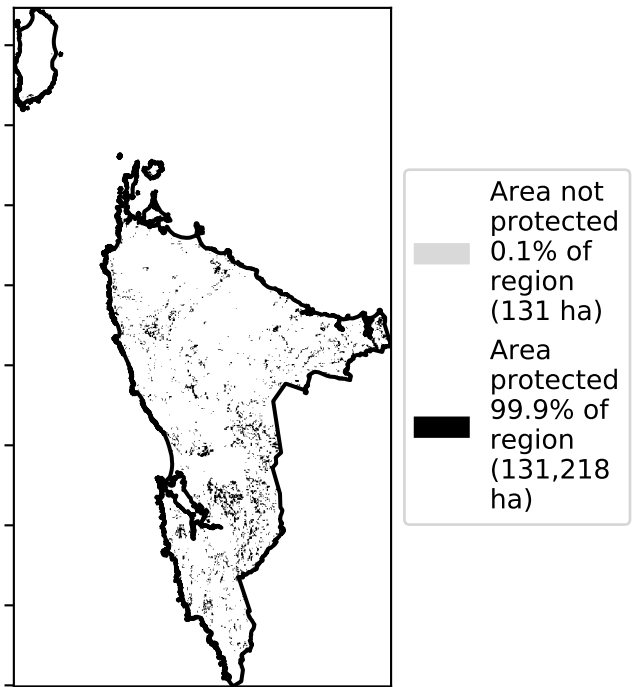 Area not
protected
0.1% of
region
(131 ha)
Area
protected
99.9% of
region
(131,218
ha)